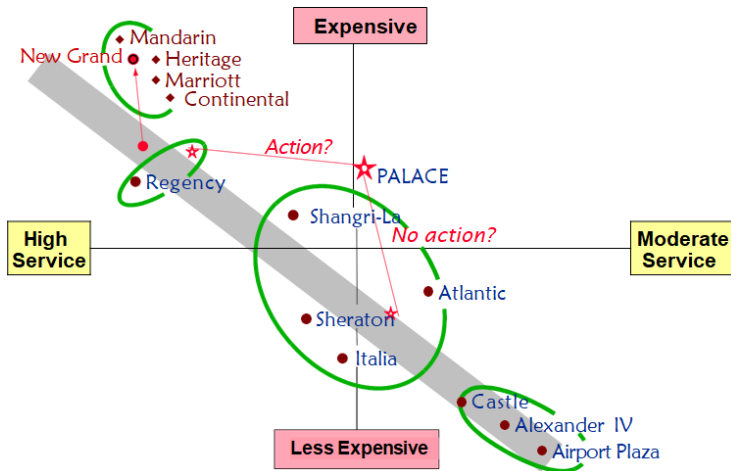 Expensive
Mandarin
New Grand
Heritage
Marriott
Continental
Action?
PALACE
Regency
Shangri-La
No action?
High
Service
Moderate
Service
Atlantic
Sheraton
Italia
Castle
Alexander IV
Airport Plaza
Less Expensive